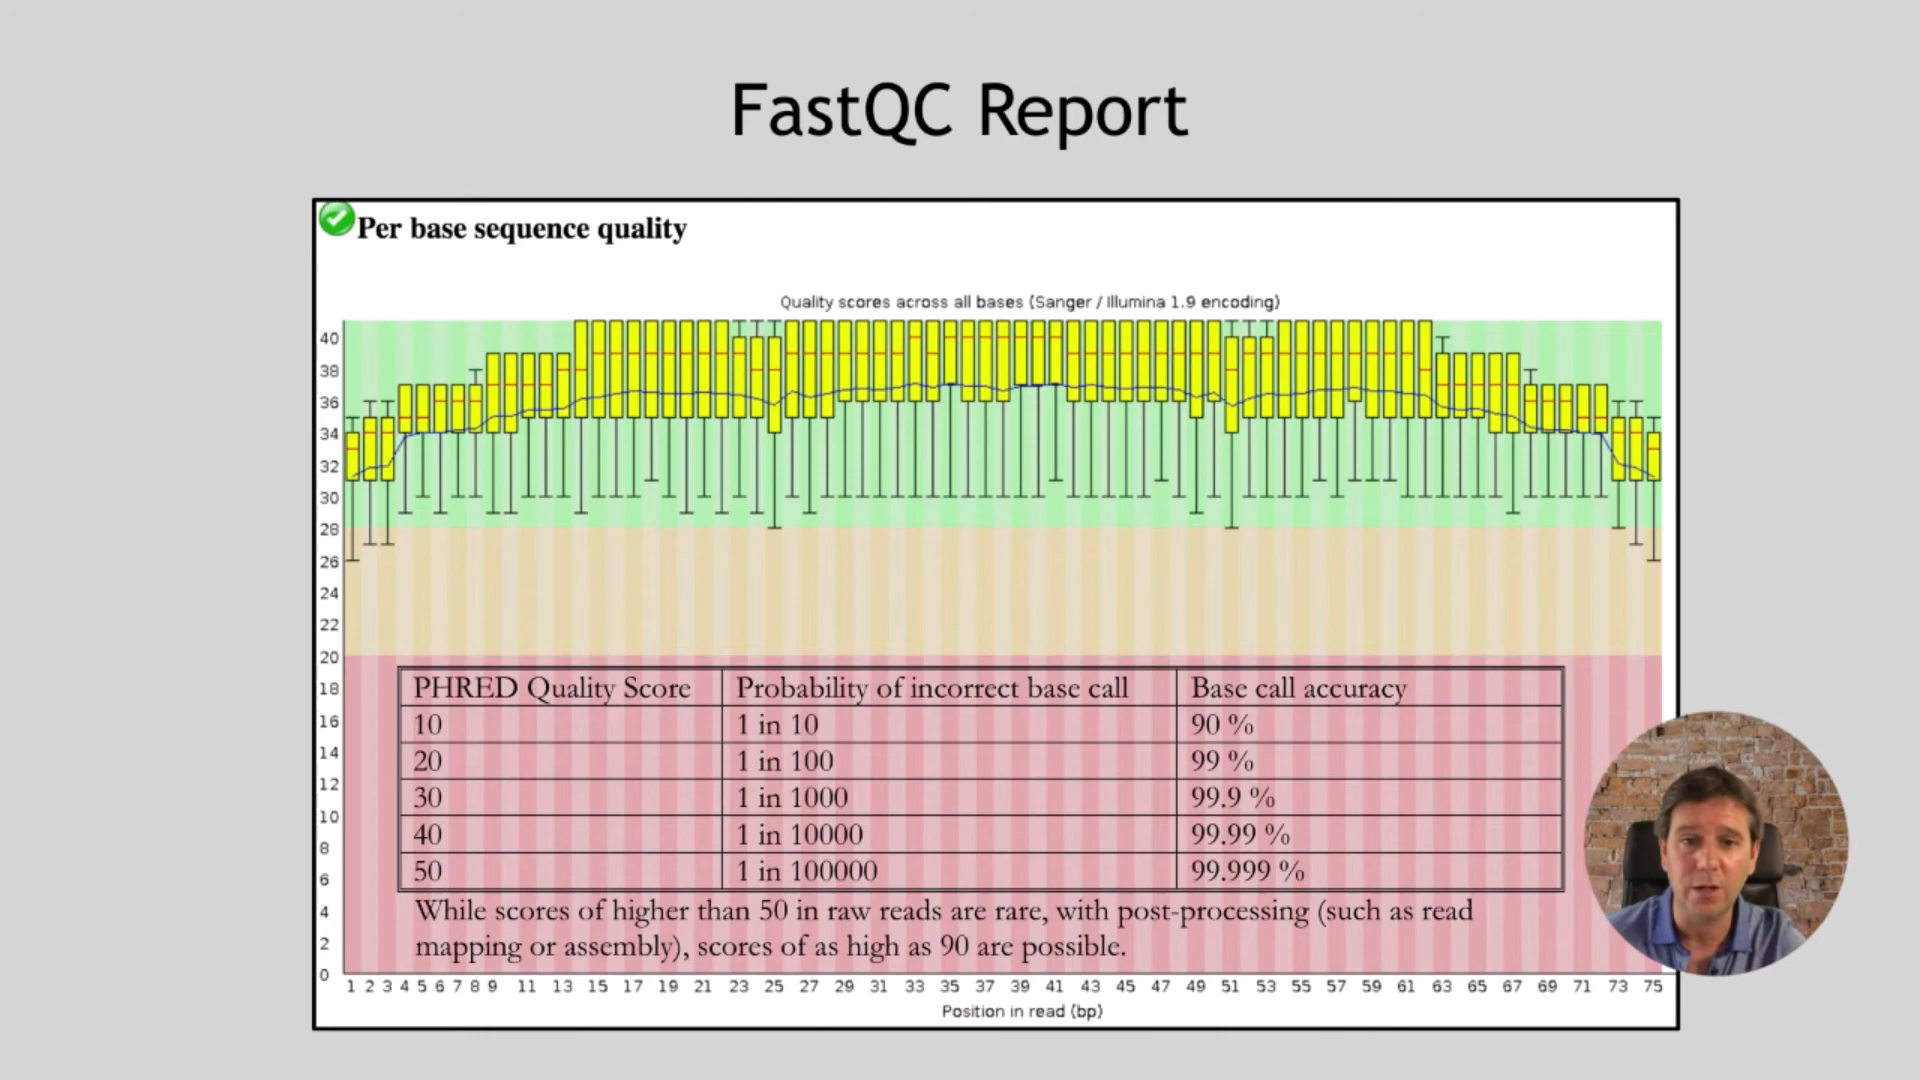 FastQC Report
Per base sequence quality
Quality scores across all bases (Sanger / Illumina 1.9 encoding)
40
38
36
34
32
30
28
26
24
22
20
18
16
14
12
10
8
6
4
2
0
PHRED Quality Score Probability of incorrect base call Base call accuracy
10 1 in 10 90 %
20 1 in 100 99 %
30 1 in 1000 99.9 %
40 1 in 10000 99.99 %
50 1 in 100000 99.999 %
While scores of higher than 50 in raw reads are rare, with post-processing (such as read
mapping or assembly), scores of as high as 90 are possible.
1 2 3 4 5 6 7 8 9 11 13 15 17 19 21 23 25 27 29 31 33 35 37 39 41 43 45 47 49 51 53 55 57 59 61 63 65 67 69 71 73 75
Position in read (bp)